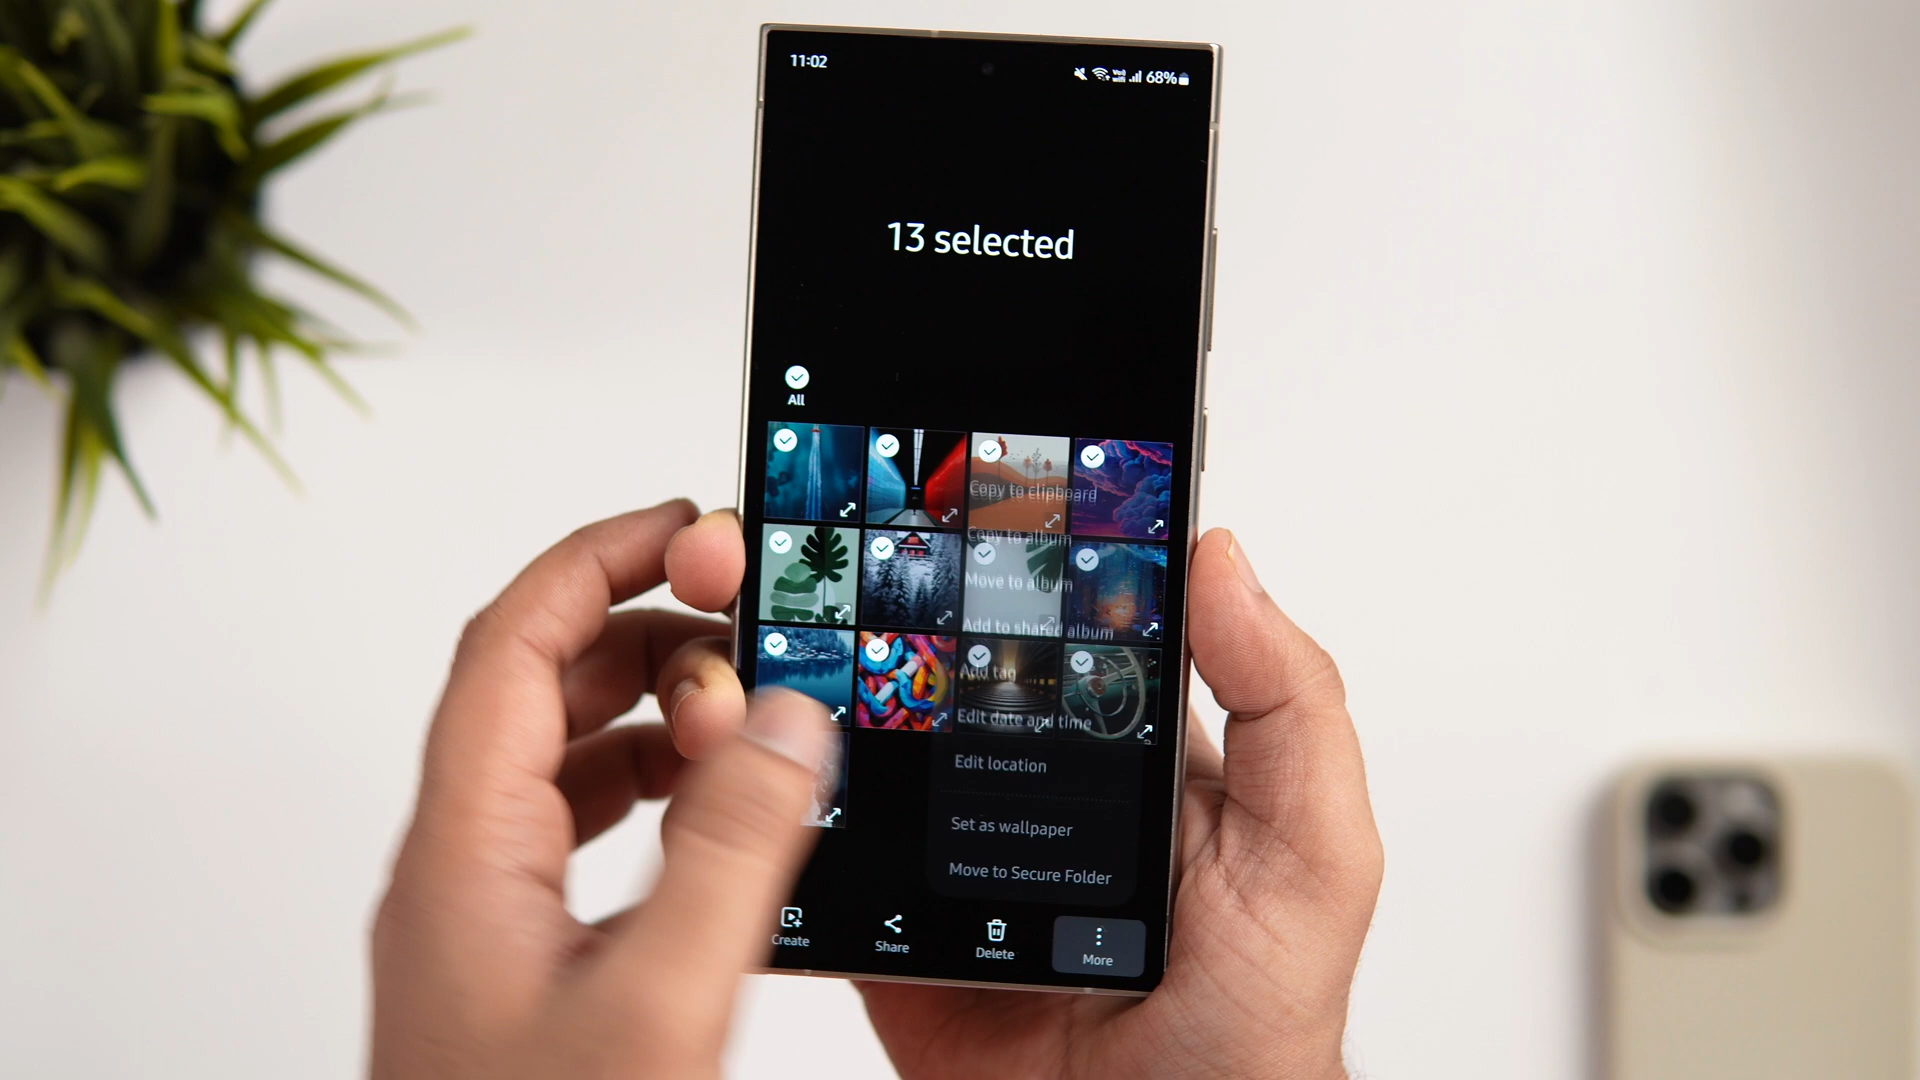 11:02
VoD WiFi 68%
13 selected
All
Copy to clipboard
Copy to album
Move to album
Add to shared album
Add tag
Edit date and time
Edit location
Set as wallpaper
Move to Secure Folder
Create
Share
Delete
More